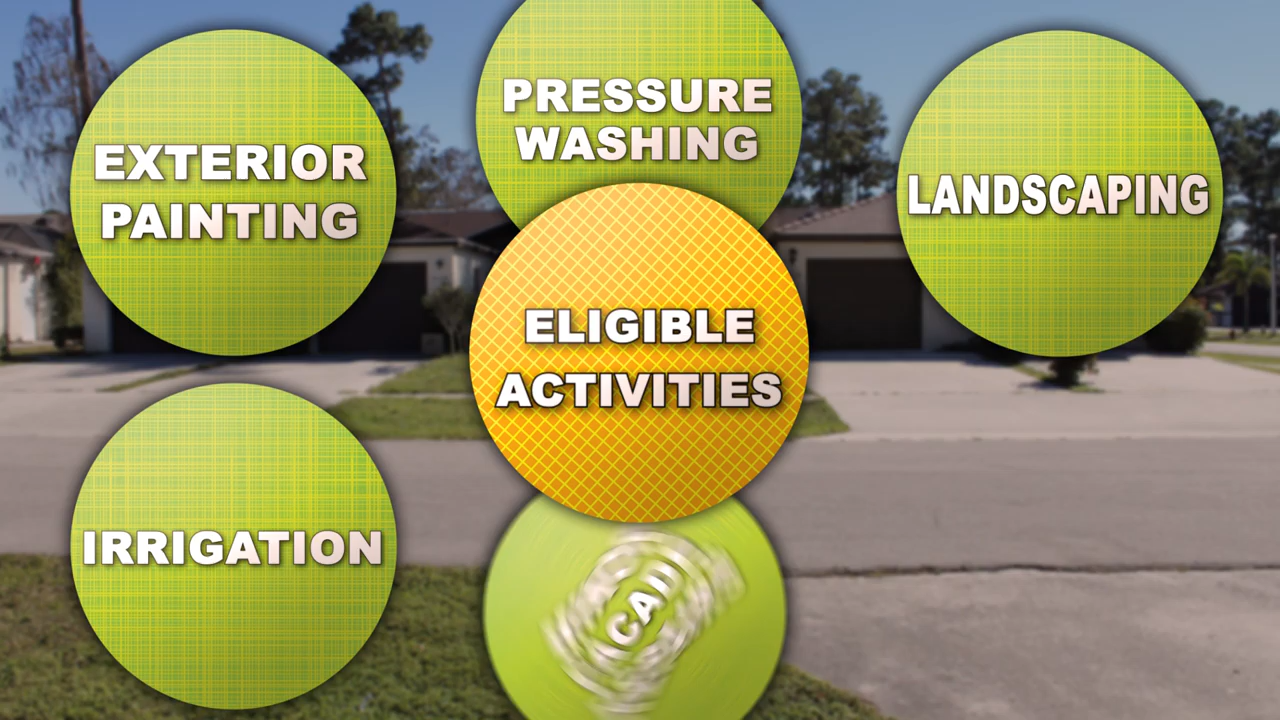 EXTERIOR
PAINTING
PRESSURE
WASHING
LANDSCAPING
ELIGIBLE
ACTIVITIES
IRRIGATION